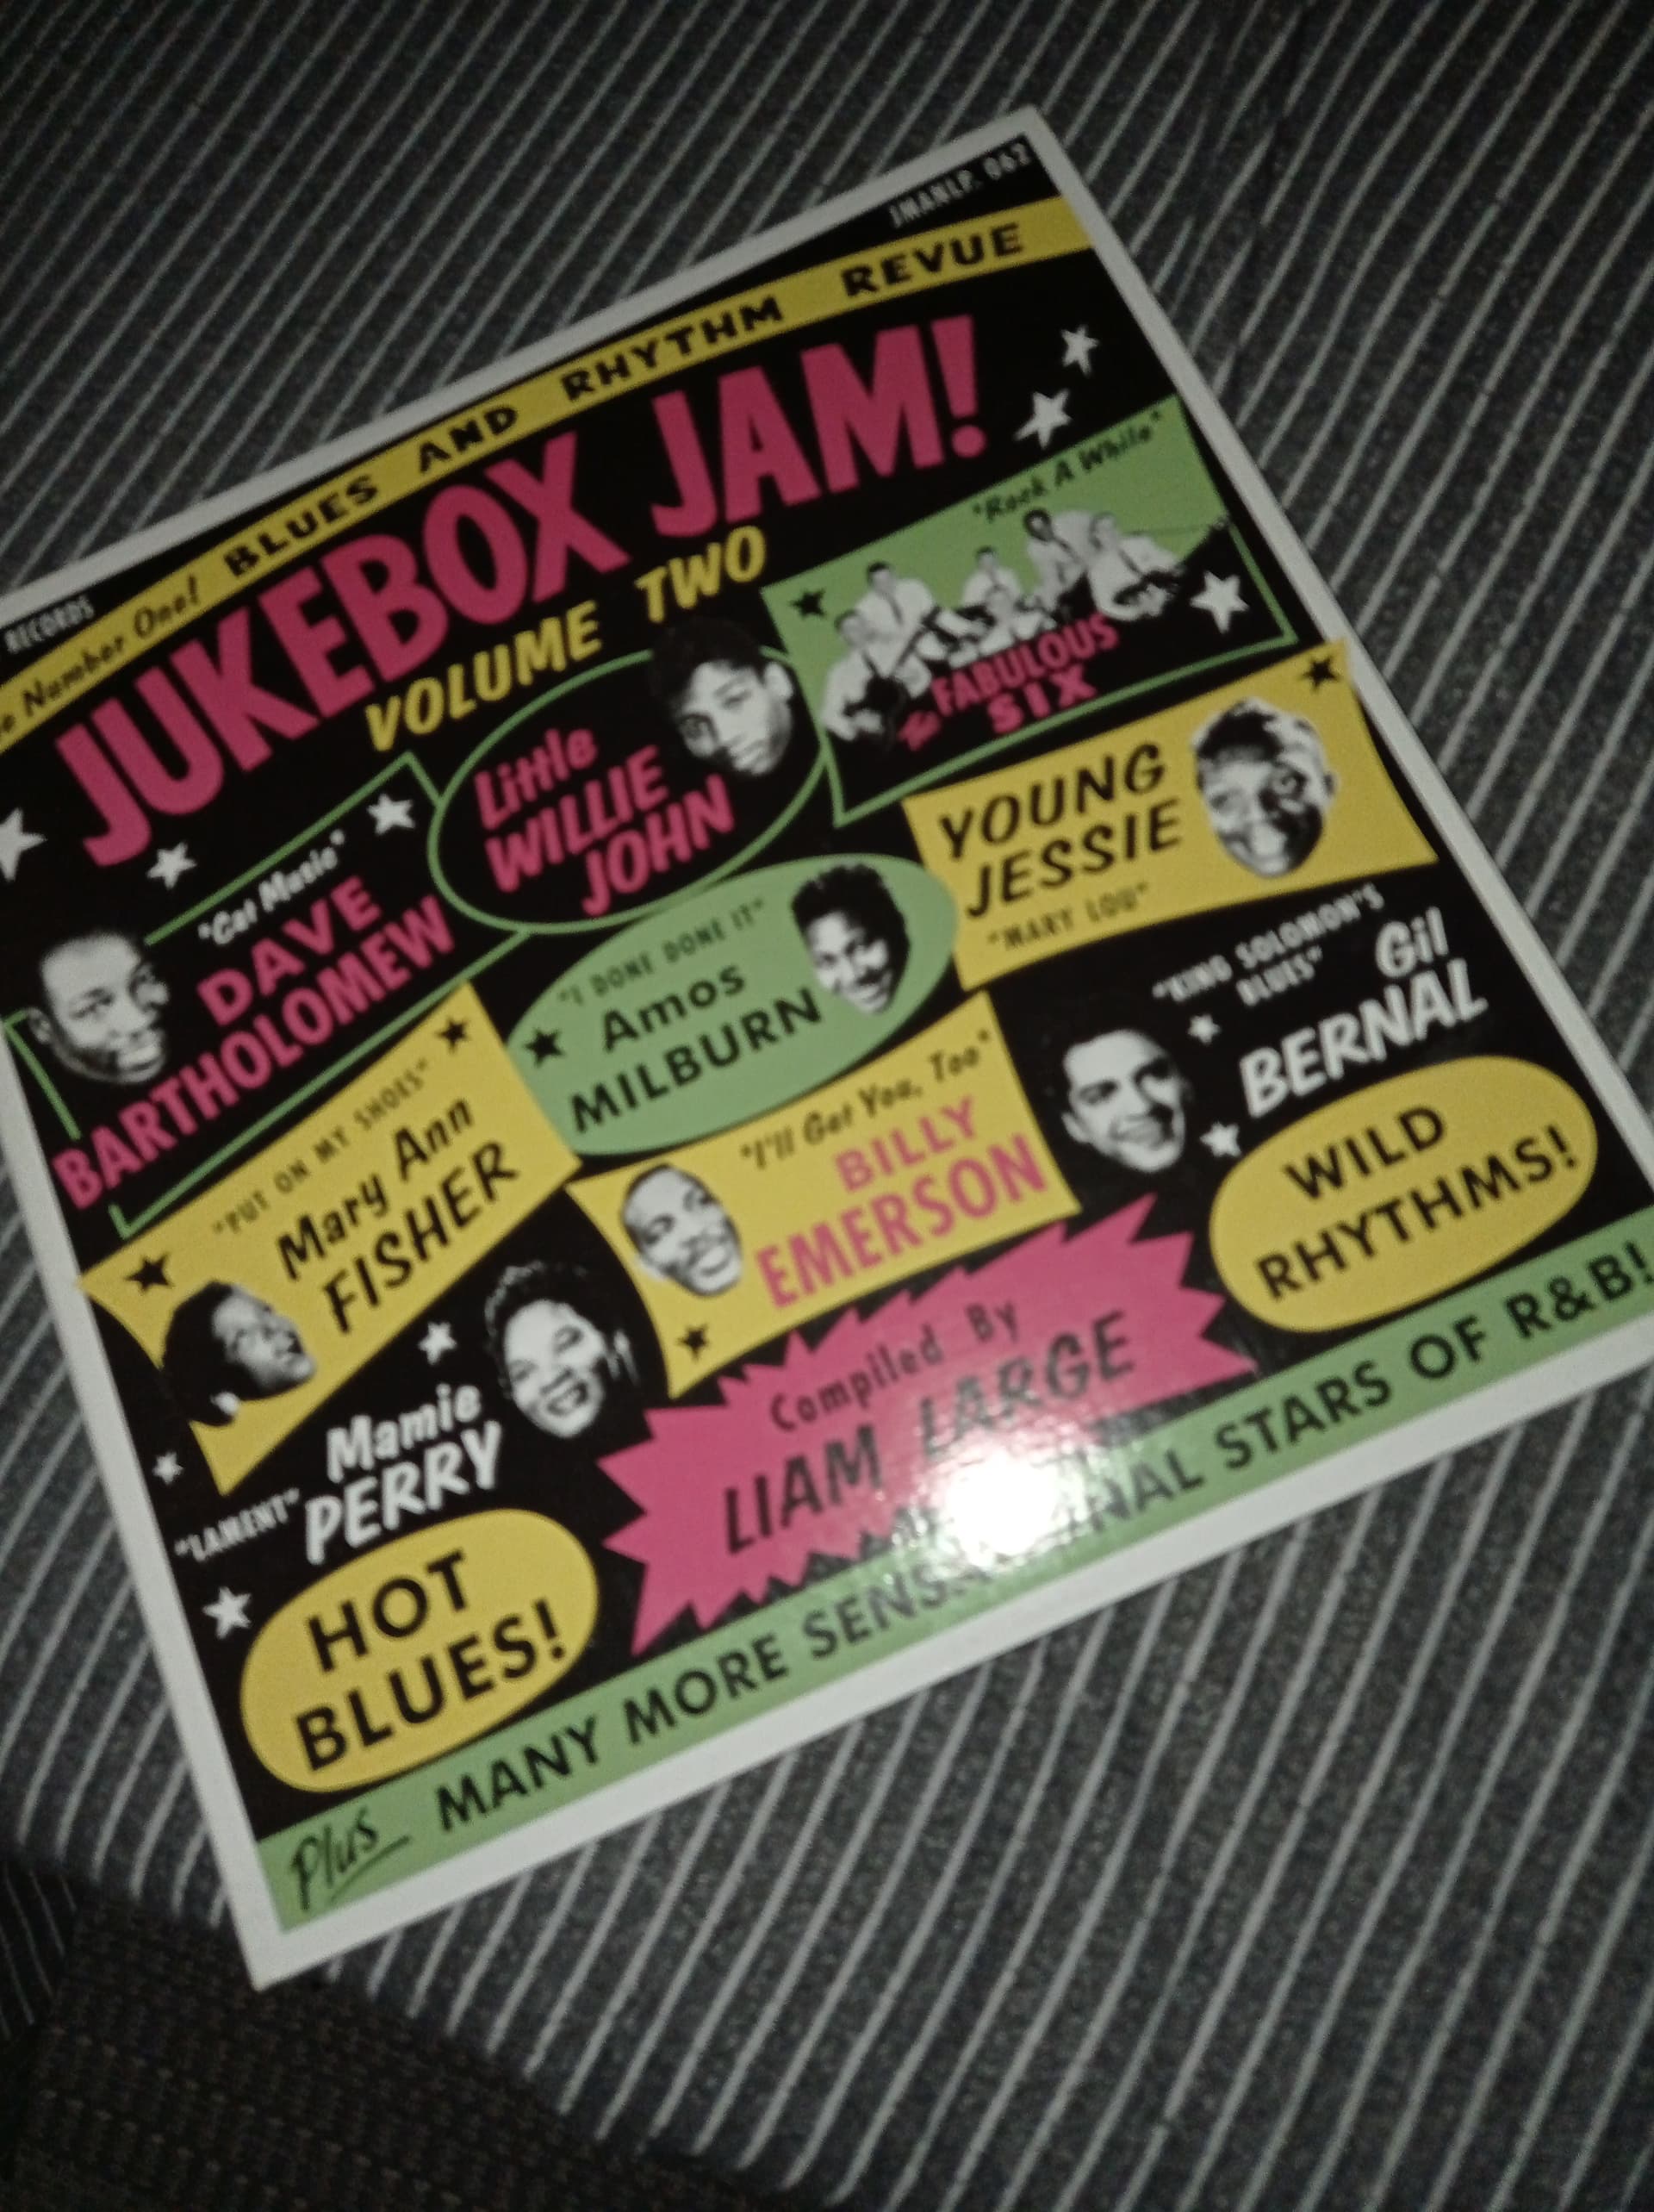 RECORDS
JMANLP. 062
Number One! BLUES AND RHYTHM REVUE
JUKEBOX JAM!
VOLUME TWO
"Rock A While"
The FABULOUS
SIX
Little
WILLIE
JOHN
"Cat Music"
DAVE
BARTHOLOMEW
YOUNG
JESSIE
"MARY LOU"
"I DONE DONE IT"
Amos
MILBURN
"KING SOLOMON'S
BLUES"
Gil
BERNAL
"PUT ON MY SHOES"
Mary Ann
FISHER
"I'll Get You, Too"
BILLY
EMERSON
WILD
RHYTHMS!
Mamie
PERRY
"LAMENT"
Compiled By
LIAM LARGE
HOT
BLUES!
Plus MANY MORE SENSATIONAL STARS OF R&B!